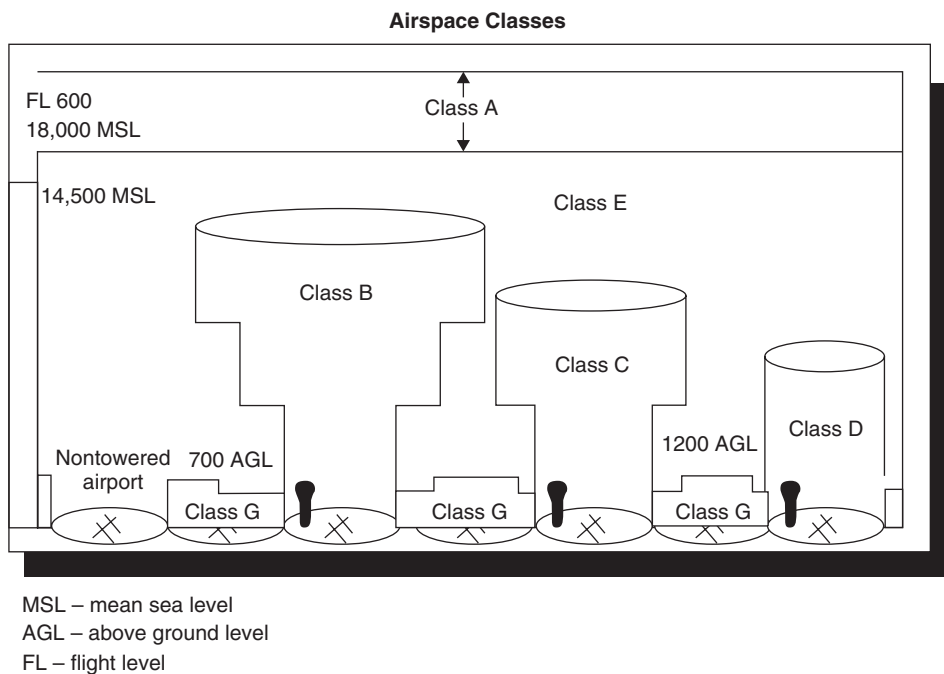 Airspace Classes
FL 600
18,000 MSL
Class A
14,500 MSL
Class E
Class B
Class C
Class D
Nontowered
airport
700 AGL
1200 AGL
Class G
Class G
Class G
MSL – mean sea level
AGL – above ground level
FL – flight level